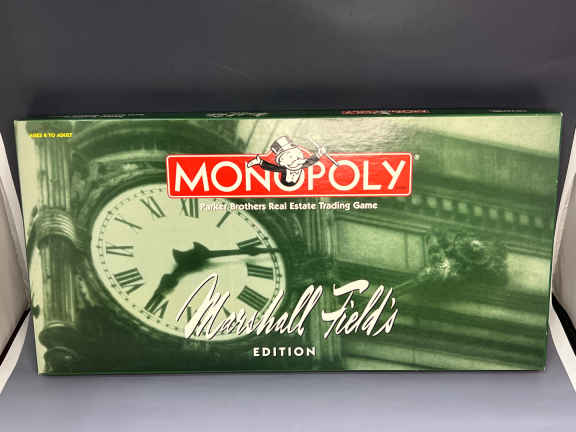 AGES 8 TO ADULT
MONOPOLY®
Parker Brothers Real Estate Trading Game
Marshall Field's
EDITION